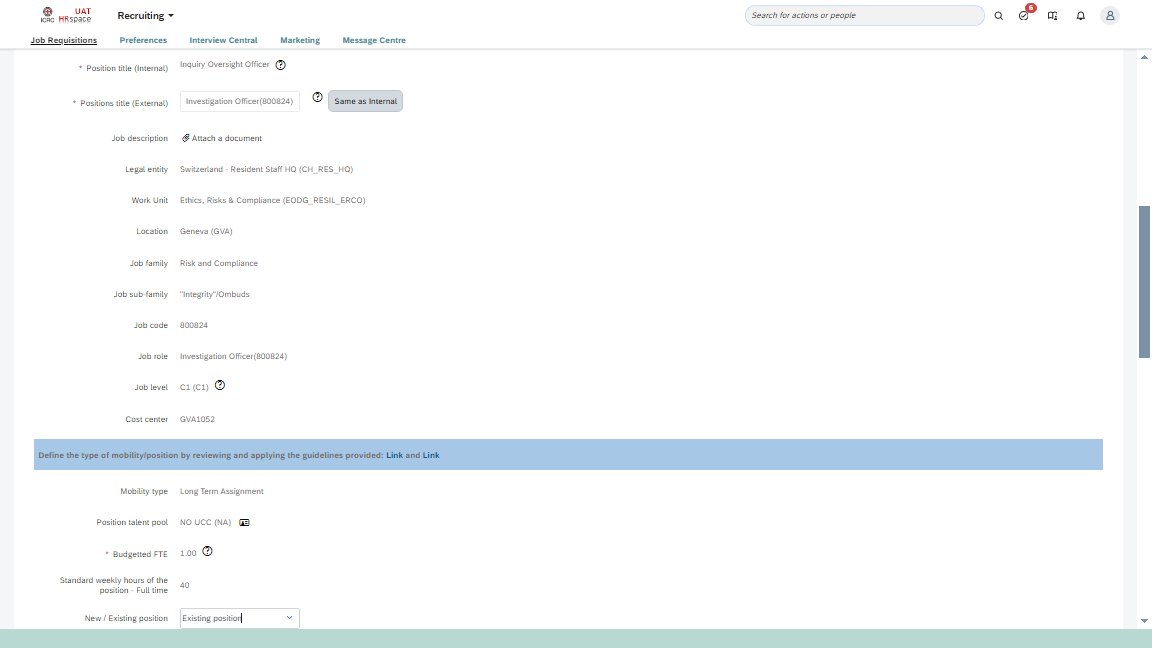 ICRC
UAT
HRspace
Recruiting
Search for actions or people
6
Job Requisitions
Preferences
Interview Central
Marketing
Message Centre
* Position title (Internal)
Inquiry Oversight Officer
* Positions title (External)
Investigation Officer(800824)
Same as Internal
Job description
Attach a document
Legal entity
Switzerland - Resident Staff HQ (CH_RES_HQ)
Work Unit
Ethics, Risks & Compliance (EODG_RESIL_ERCO)
Location
Geneva (GVA)
Job family
Risk and Compliance
Job sub-family
"Integrity"/Ombuds
Job code
800824
Job role
Investigation Officer(800824)
Job level
C1 (C1)
Cost center
GVA1052
Define the type of mobility/position by reviewing and applying the guidelines provided: Link and Link
Mobility type
Long Term Assignment
Position talent pool
NO UCC (NA)
* Budgetted FTE
1.00
Standard weekly hours of the
position - Full time
40
New / Existing position
Existing position